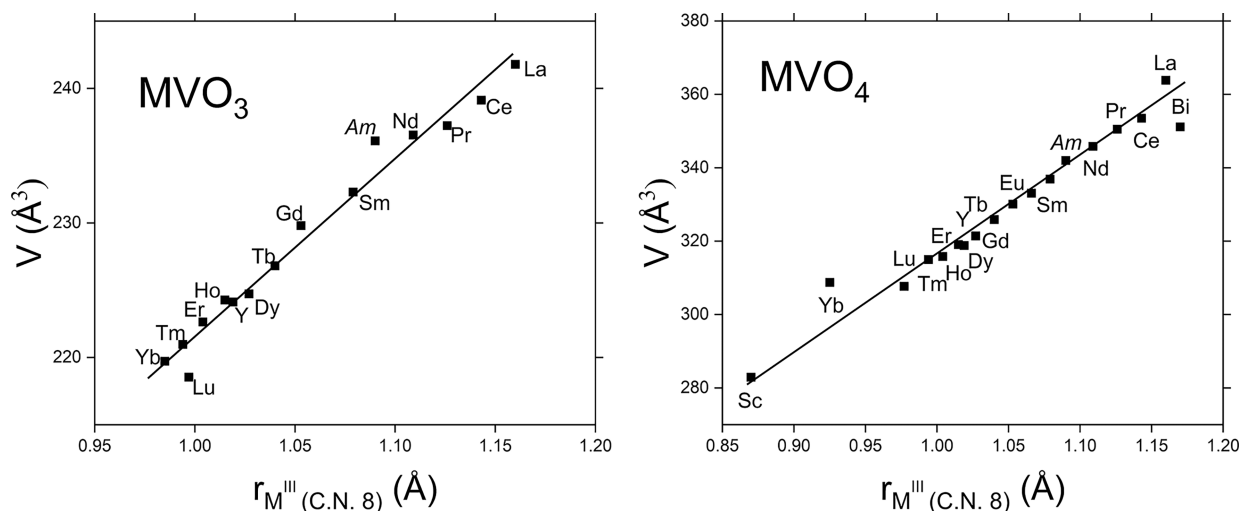 MVO3
V (Å3)
240
230
220
La
Ce
Nd
Pr
Am
Sm
Gd
Tb
Ho
Dy
Y
Er
Tm
Yb
Lu
0.95 1.00 1.05 1.10 1.15 1.20
rMIII (C.N. 8) (Å)
MVO4
V (Å3)
380
360
340
320
300
280
La
Bi
Pr
Ce
Am
Nd
Eu
Sm
Tb
Y
Gd
Er
Dy
Ho
Lu
Tm
Yb
Sc
0.85 0.90 0.95 1.00 1.05 1.10 1.15 1.20
rMIII (C.N. 8) (Å)